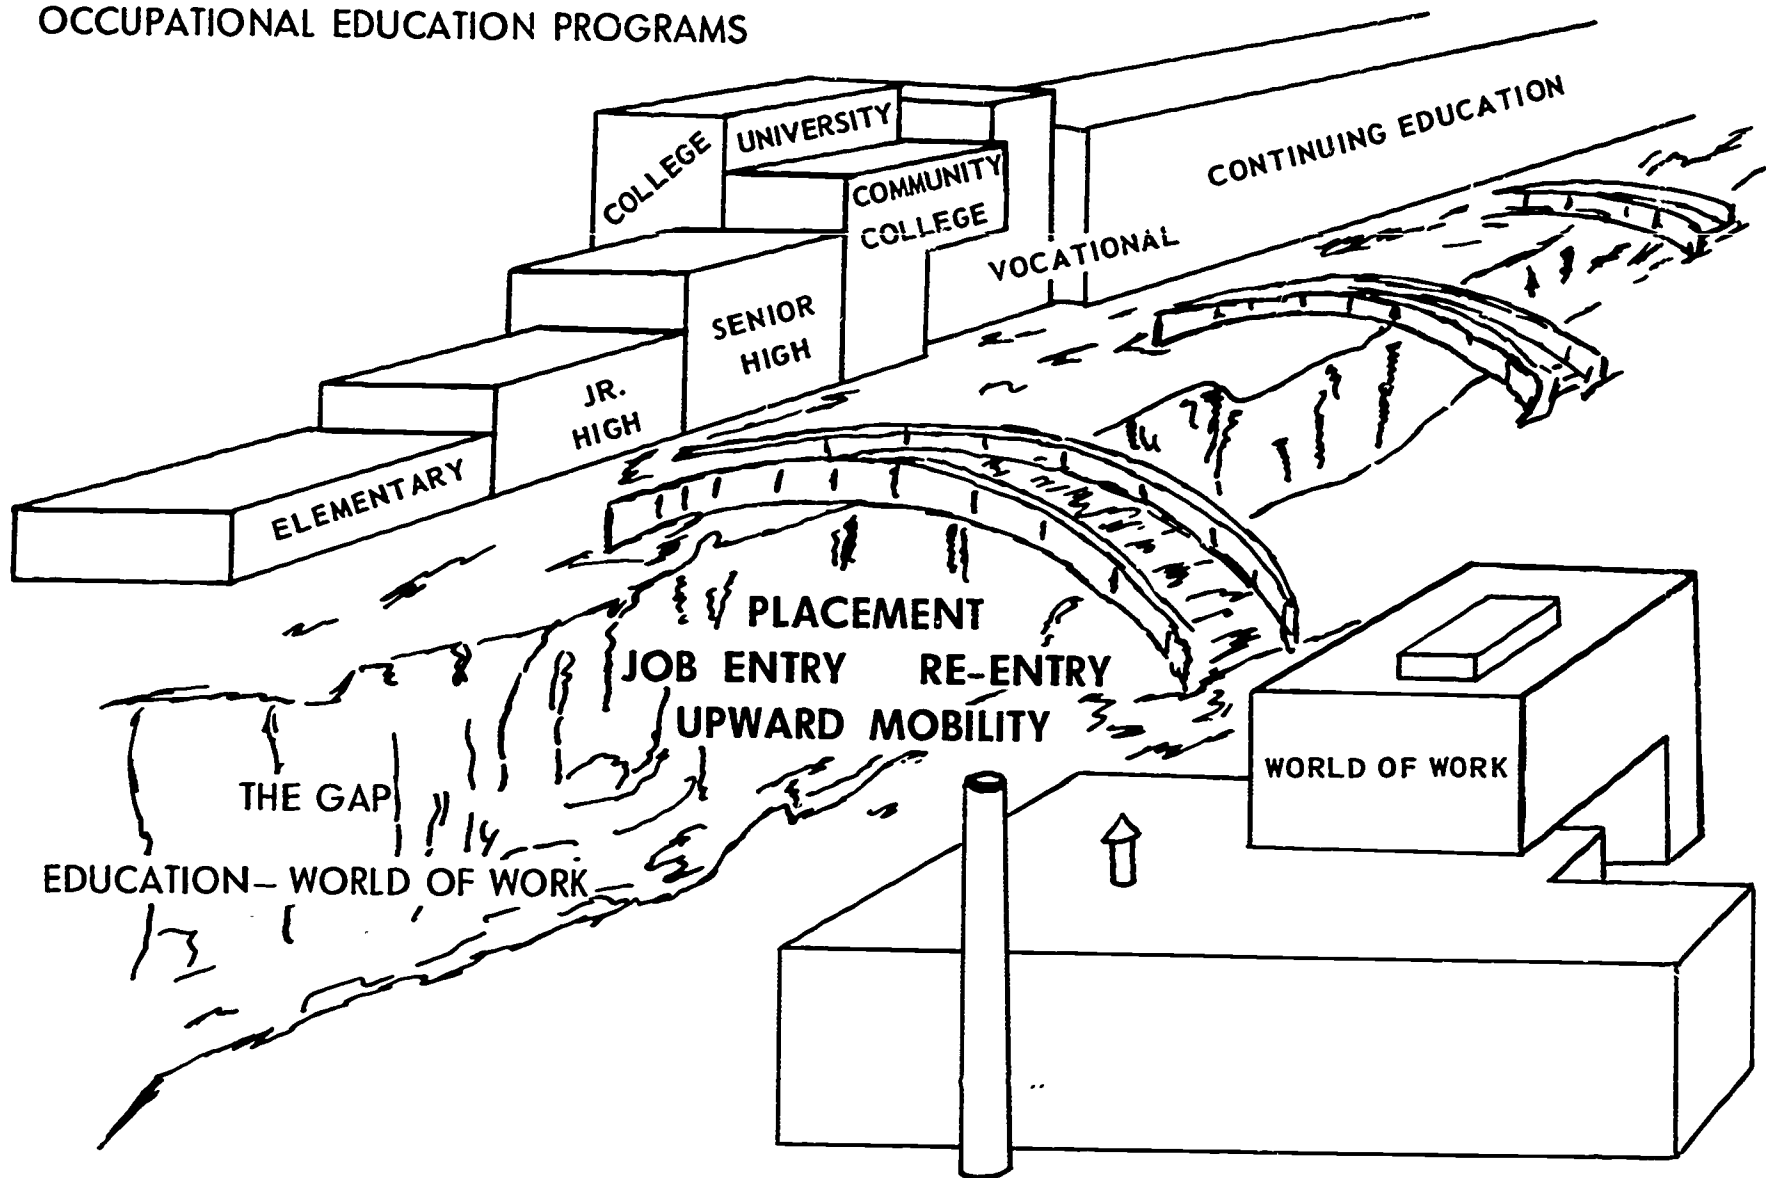 OCCUPATIONAL EDUCATION PROGRAMS
COLLEGE
UNIVERSITY
COMMUNITY
COLLEGE
CONTINUING EDUCATION
VOCATIONAL
SENIOR
HIGH
JR.
HIGH
ELEMENTARY
PLACEMENT
JOB ENTRY RE-ENTRY
UPWARD MOBILITY
THE GAP
EDUCATION – WORLD OF WORK
WORLD OF WORK